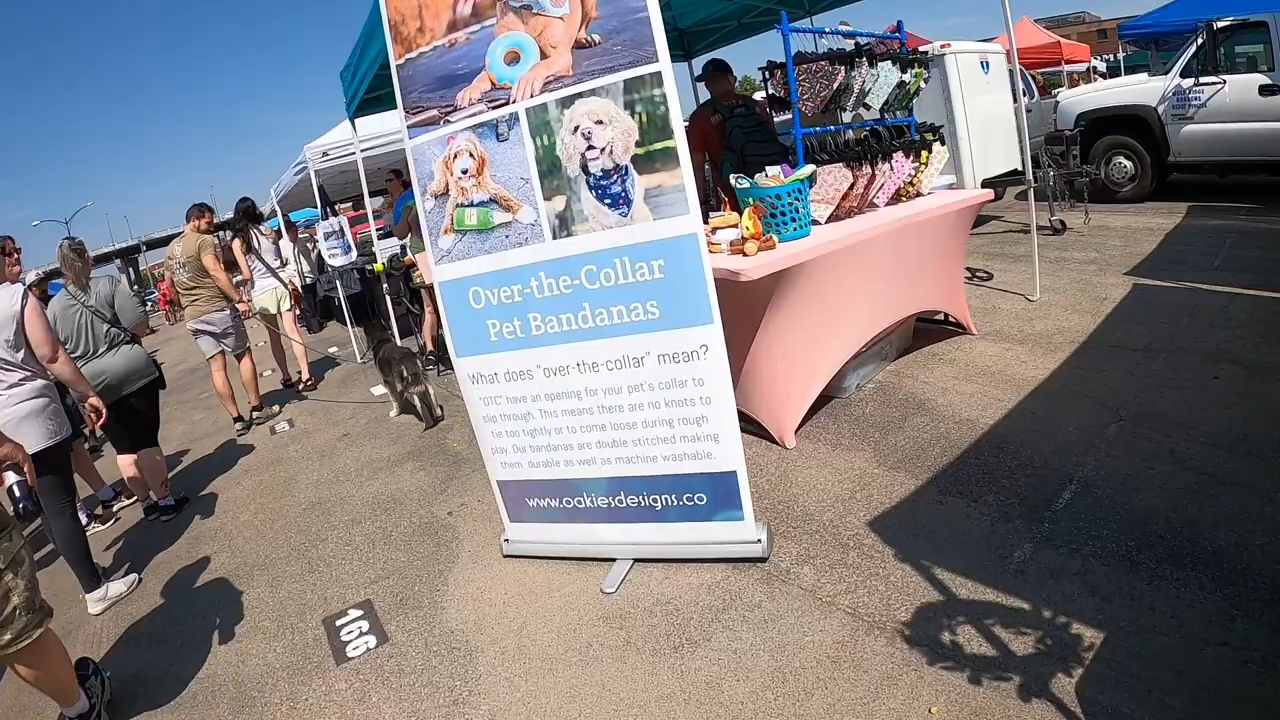 Over-the-Collar
Pet Bandanas
What does "over-the-collar" mean?
"OTC" have an opening for your pet's collar to
slip through. This means there are no knots to
tie too tightly or to come loose during rough
play. Our bandanas are double stitched making
them durable as well as machine washable.
www.oakiesdesigns.co
166